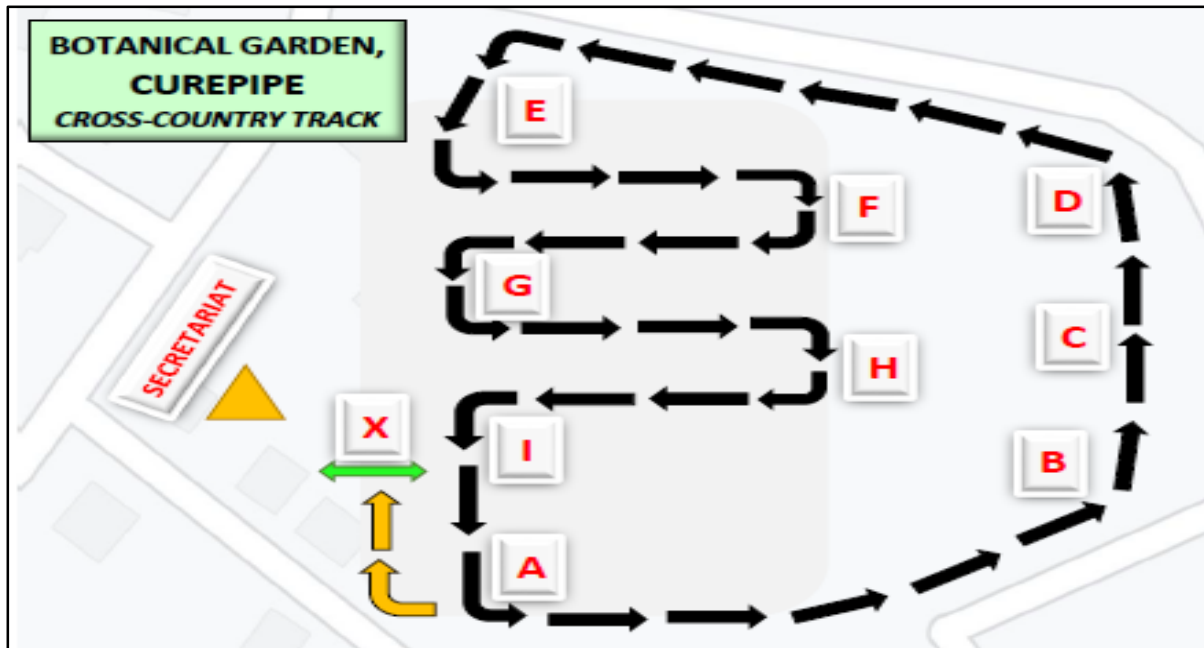 BOTANICAL GARDEN,
CUREPIPE
CROSS-COUNTRY TRACK
E
D
F
G
SECRETARIAT
C
H
X
I
B
A